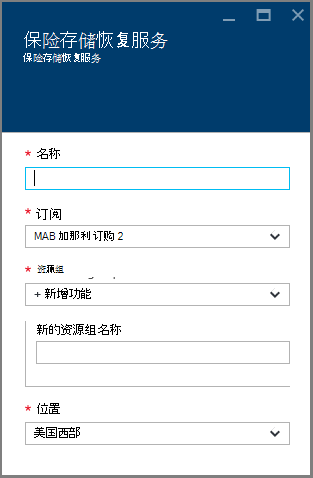 保险存储恢复服务
保险存储恢复服务
* 名称
* 订阅
MAB 加那利订购 2
* 资源组
+ 新增功能
新的资源组名称
* 位置
美国西部